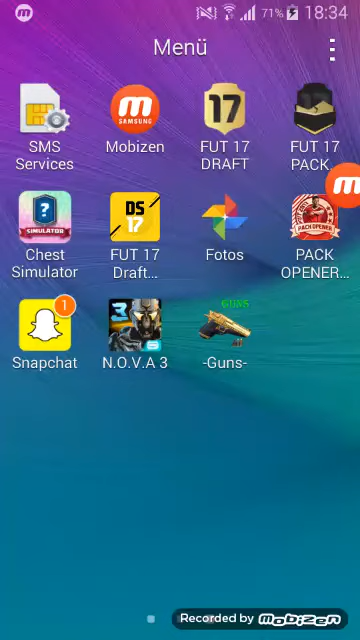 71% 18:34
Menü
17
SAMSUNG
SMS Services
Mobizen
FUT 17 DRAFT
FUT 17 PACK..
SIMULATOR
DS 17
PACK OPENER
Chest Simulator
FUT 17 Draft...
Fotos
PACK OPENER...
1
GUNS
3
Snapchat
N.O.V.A 3
-Guns-
Recorded by mobizen